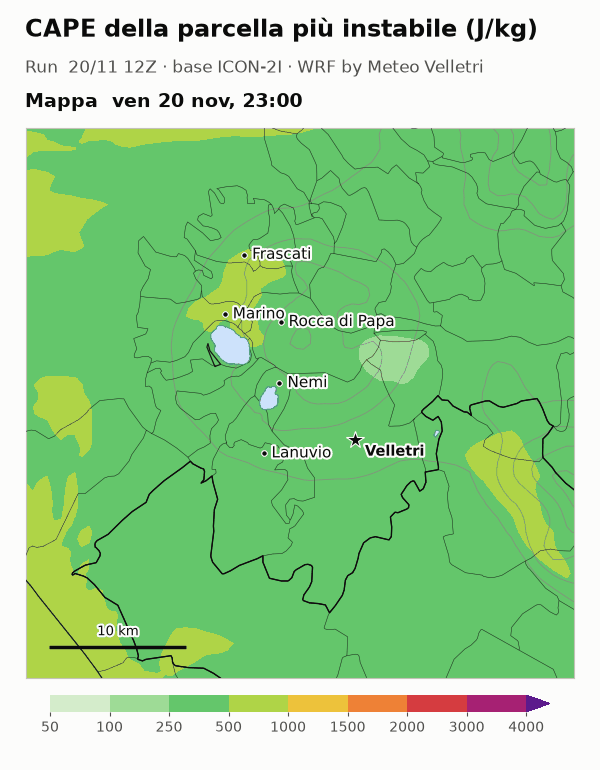 CAPE della parcella più instabile (J/kg)
Run  20/11 12Z · base ICON-2I · WRF by Meteo Velletri
Mappa  ven 20 nov, 23:00
Frascati
Marino
Rocca di Papa
Nemi
Velletri
Lanuvio
10 km
50 100 250 500 1000 1500 2000 3000 4000